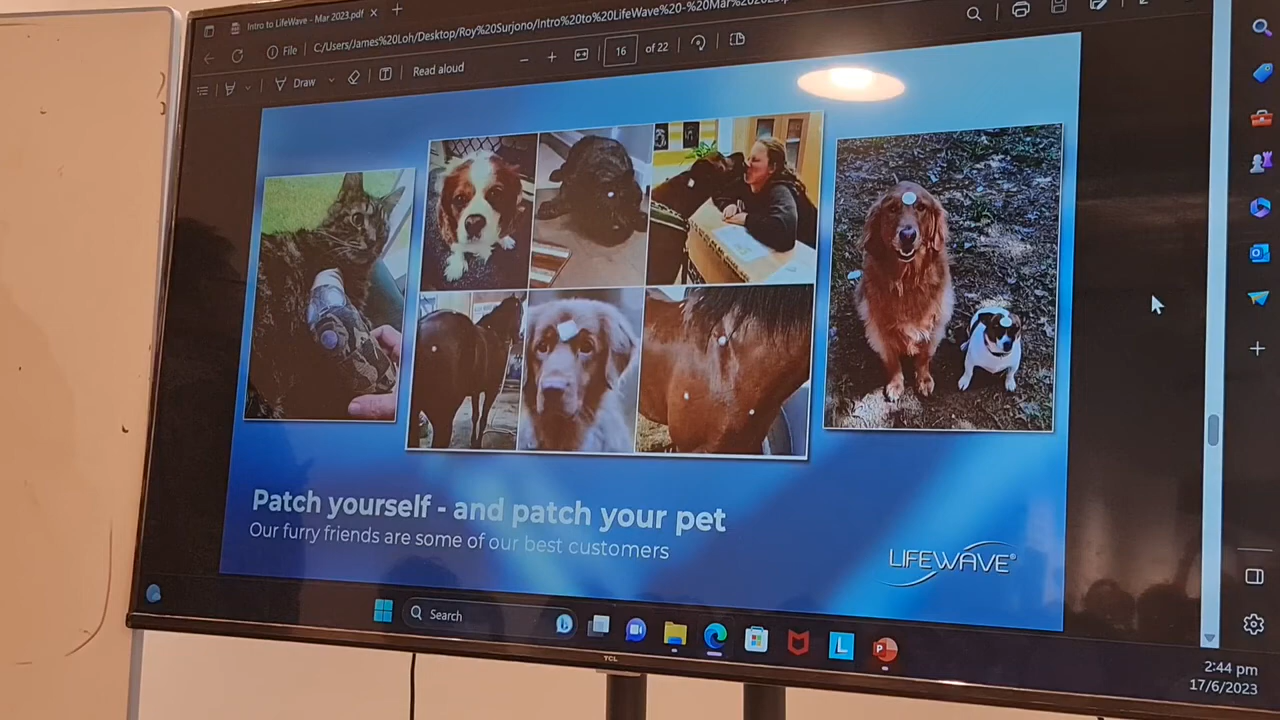 Intro to LifeWave - Mar 2023.pdf
File
C:/Users/James%20Loh/Desktop/Roy%20Surjono/Intro%20to%20LifeWave%20-%20Mar%202023.p
Draw
Read aloud
16
of 22
Patch yourself - and patch your pet
Our furry friends are some of our best customers
LIFEWAVE®
Search
L
P
TCL
2:44 pm
17/6/2023